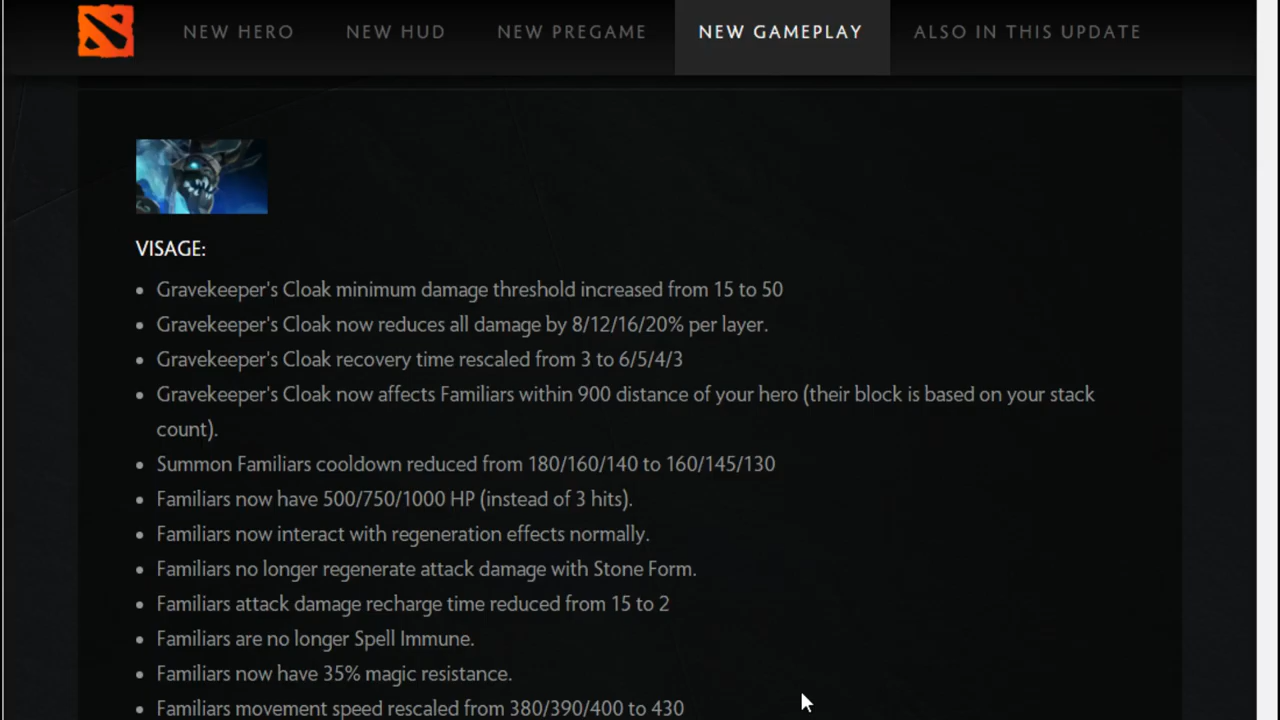 NEW HERO NEW HUD NEW PREGAME NEW GAMEPLAY ALSO IN THIS UPDATE
VISAGE:
• Gravekeeper's Cloak minimum damage threshold increased from 15 to 50
• Gravekeeper's Cloak now reduces all damage by 8/12/16/20% per layer.
• Gravekeeper's Cloak recovery time rescaled from 3 to 6/5/4/3
• Gravekeeper's Cloak now affects Familiars within 900 distance of your hero (their block is based on your stack
count).
• Summon Familiars cooldown reduced from 180/160/140 to 160/145/130
• Familiars now have 500/750/1000 HP (instead of 3 hits).
• Familiars now interact with regeneration effects normally.
• Familiars no longer regenerate attack damage with Stone Form.
• Familiars attack damage recharge time reduced from 15 to 2
• Familiars are no longer Spell Immune.
• Familiars now have 35% magic resistance.
• Familiars movement speed rescaled from 380/390/400 to 430